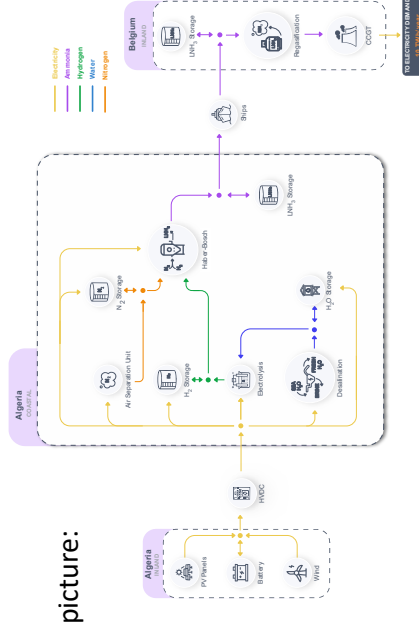 picture:
Algeria
INLAND
PV Panels
Battery
Wind
HVDC
Algeria
COASTAL
Air Separation Unit
N2 Storage
H2 Storage
Electrolysis
Desalination
H2O Storage
Haber-Bosch
LNH3 Storage
Ships
Electricity
Ammonia
Hydrogen
Water
Nitrogen
Belgium
INLAND
LNH3 Storage
Regasification
CCGT